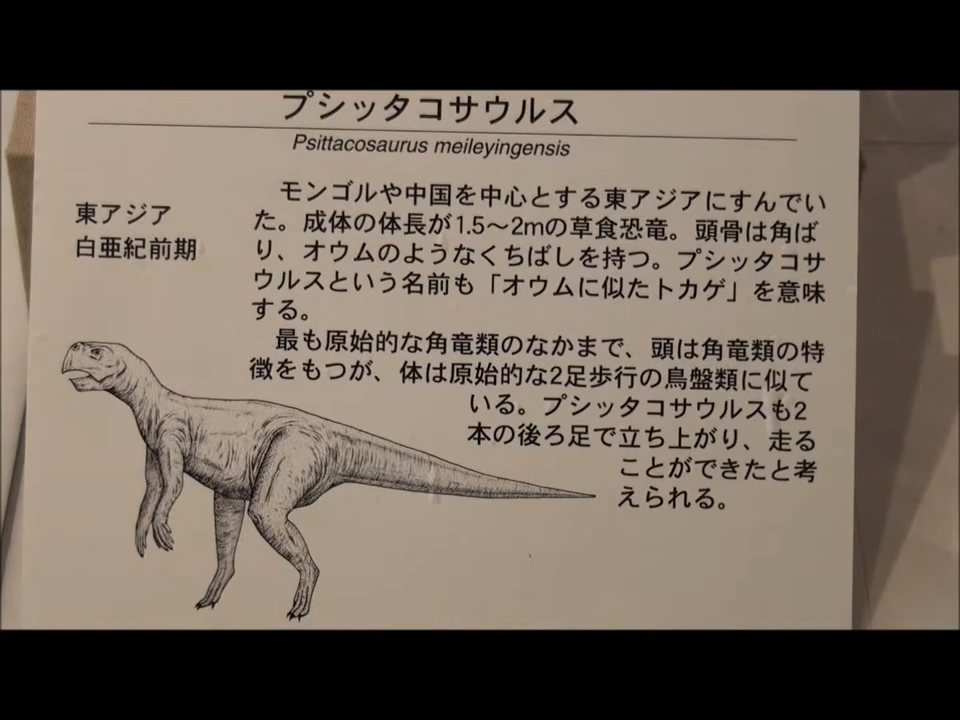 プシッタコサウルス
Psittacosaurus meileyingensis
東アジア
白亜紀前期
モンゴルや中国を中心とする東アジアにすんでい
た。成体の体長が1.5～2mの草食恐竜。頭骨は角ば
り、オウムのようなくちばしを持つ。プシッタコサ
ウルスという名前も「オウムに似たトカゲ」を意味
する。
最も原始的な角竜類のなかまで、頭は角竜類の特
徴をもつが、体は原始的な2足歩行の鳥盤類に似て
いる。プシッタコサウルスも2
本の後ろ足で立ち上がり、走る
ことができたと考
えられる。